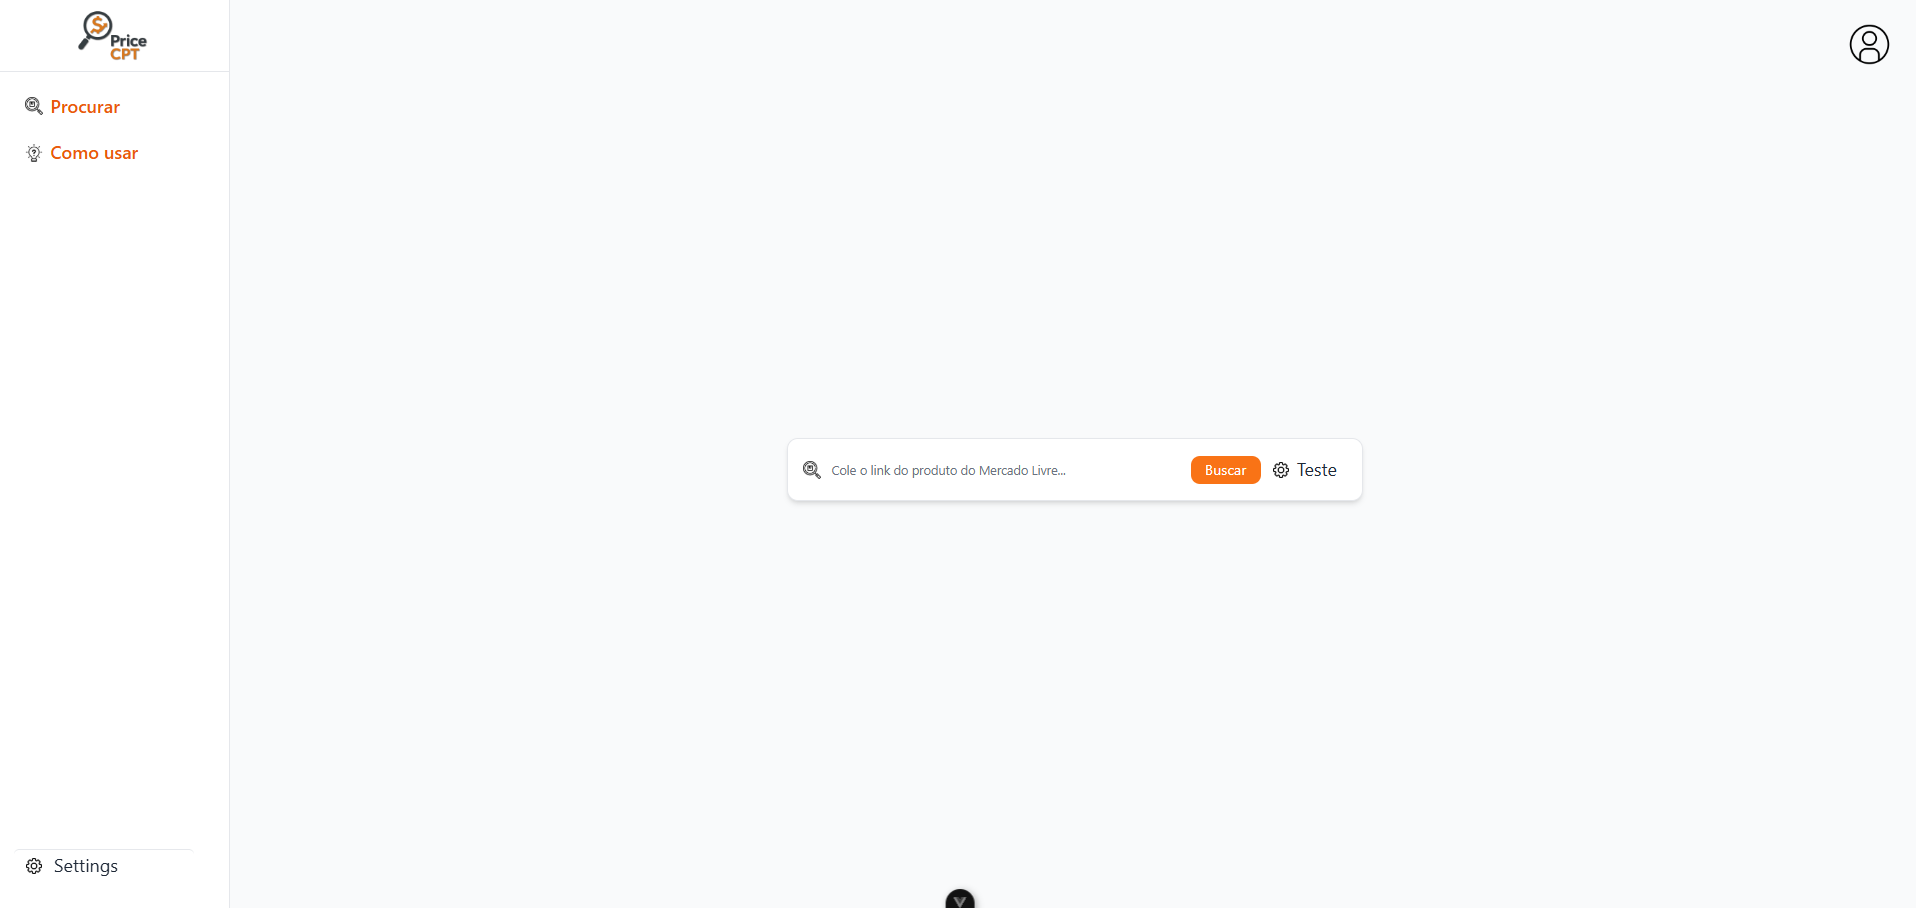 Price
CPT
Procurar
Como usar
Cole o link do produto do Mercado Livre...
Buscar
Teste
Settings